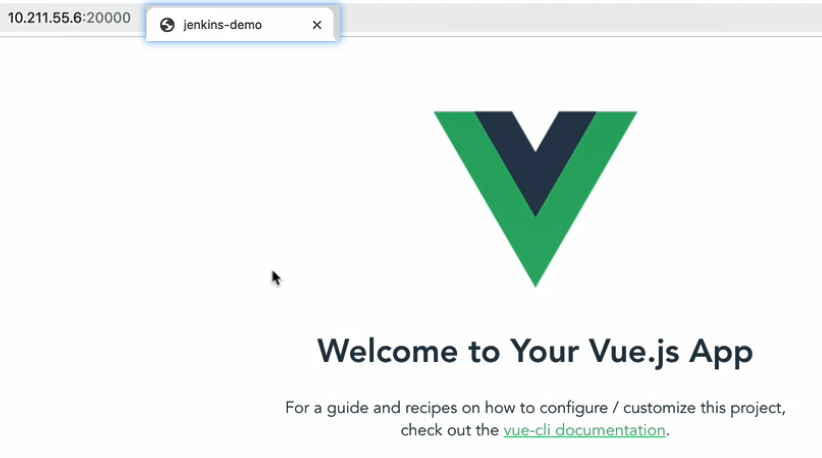 10.211.55.6:20000
jenkins-demo
Welcome to Your Vue.js App
For a guide and recipes on how to configure / customize this project,
check out the vue-cli documentation.